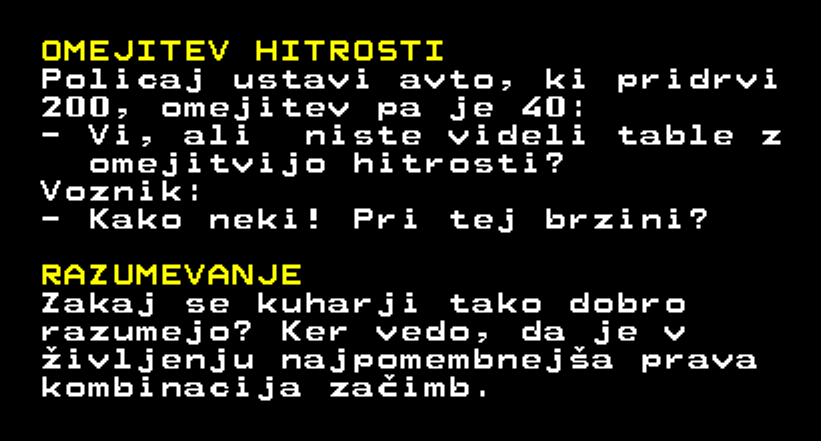 OMEJITEV HITROSTI
Policaj ustavi avto, ki pridrvi
200, omejitev pa je 40:
- Vi, ali  niste videli table z
  omejitvijo hitrosti?
Voznik:
- Kako neki! Pri tej brzini?

RAZUMEVANJE
Zakaj se kuharji tako dobro
razumejo? Ker vedo, da je v
življenju najpomembnejša prava
kombinacija začimb.